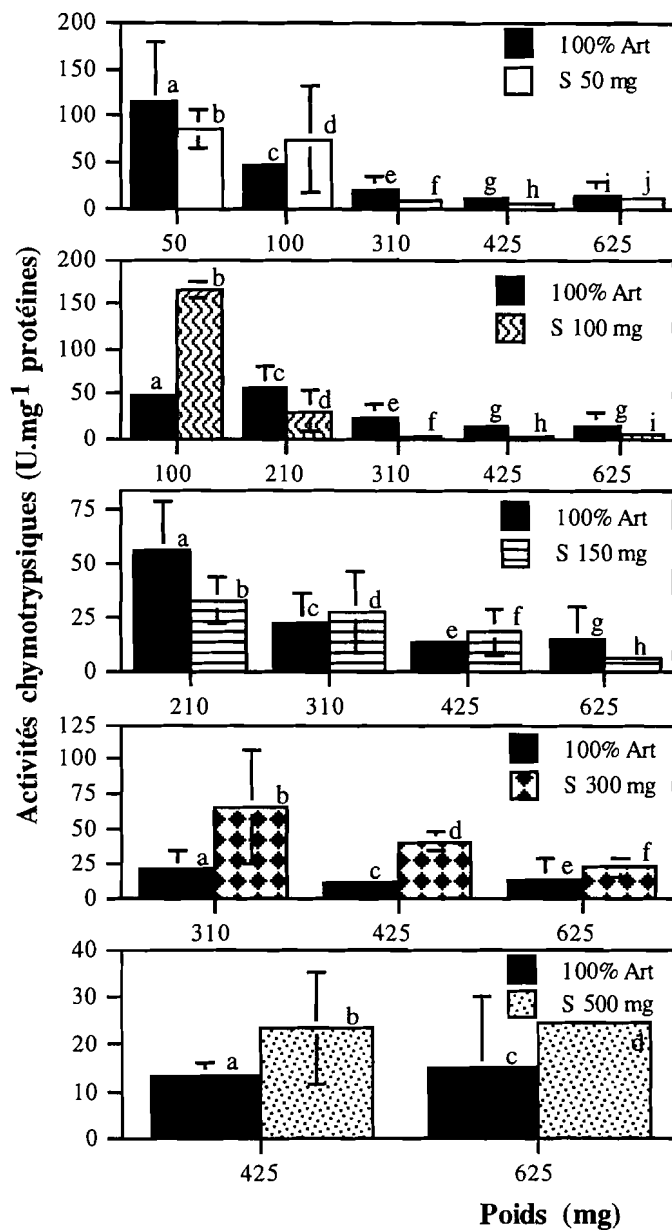 Activités chymotrypsiques (U.mg-1 protéines)
200
150
100
50
0
100% Art
S 50 mg
a
b
c
d
e
f
g
h
i
j
50
100
310
425
625
200
150
100
50
0
100% Art
S 100 mg
a
b
c
d
e
f
g
h
g
i
100
210
310
425
625
75
50
25
0
100% Art
S 150 mg
a
b
c
d
e
f
g
h
210
310
425
625
125
100
75
50
25
0
100% Art
S 300 mg
a
b
c
d
e
f
310
425
625
40
30
20
10
0
100% Art
S 500 mg
a
b
c
d
425
625
Poids (mg)